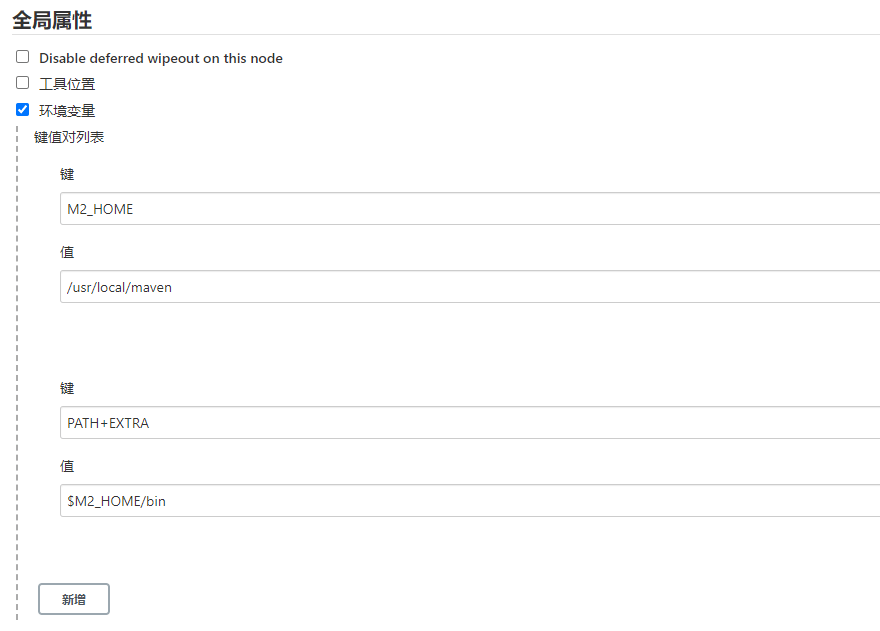 全局属性
Disable deferred wipeout on this node
工具位置
环境变量
键值对列表
键
M2_HOME
值
/usr/local/maven
键
PATH+EXTRA
值
$M2_HOME/bin
新增